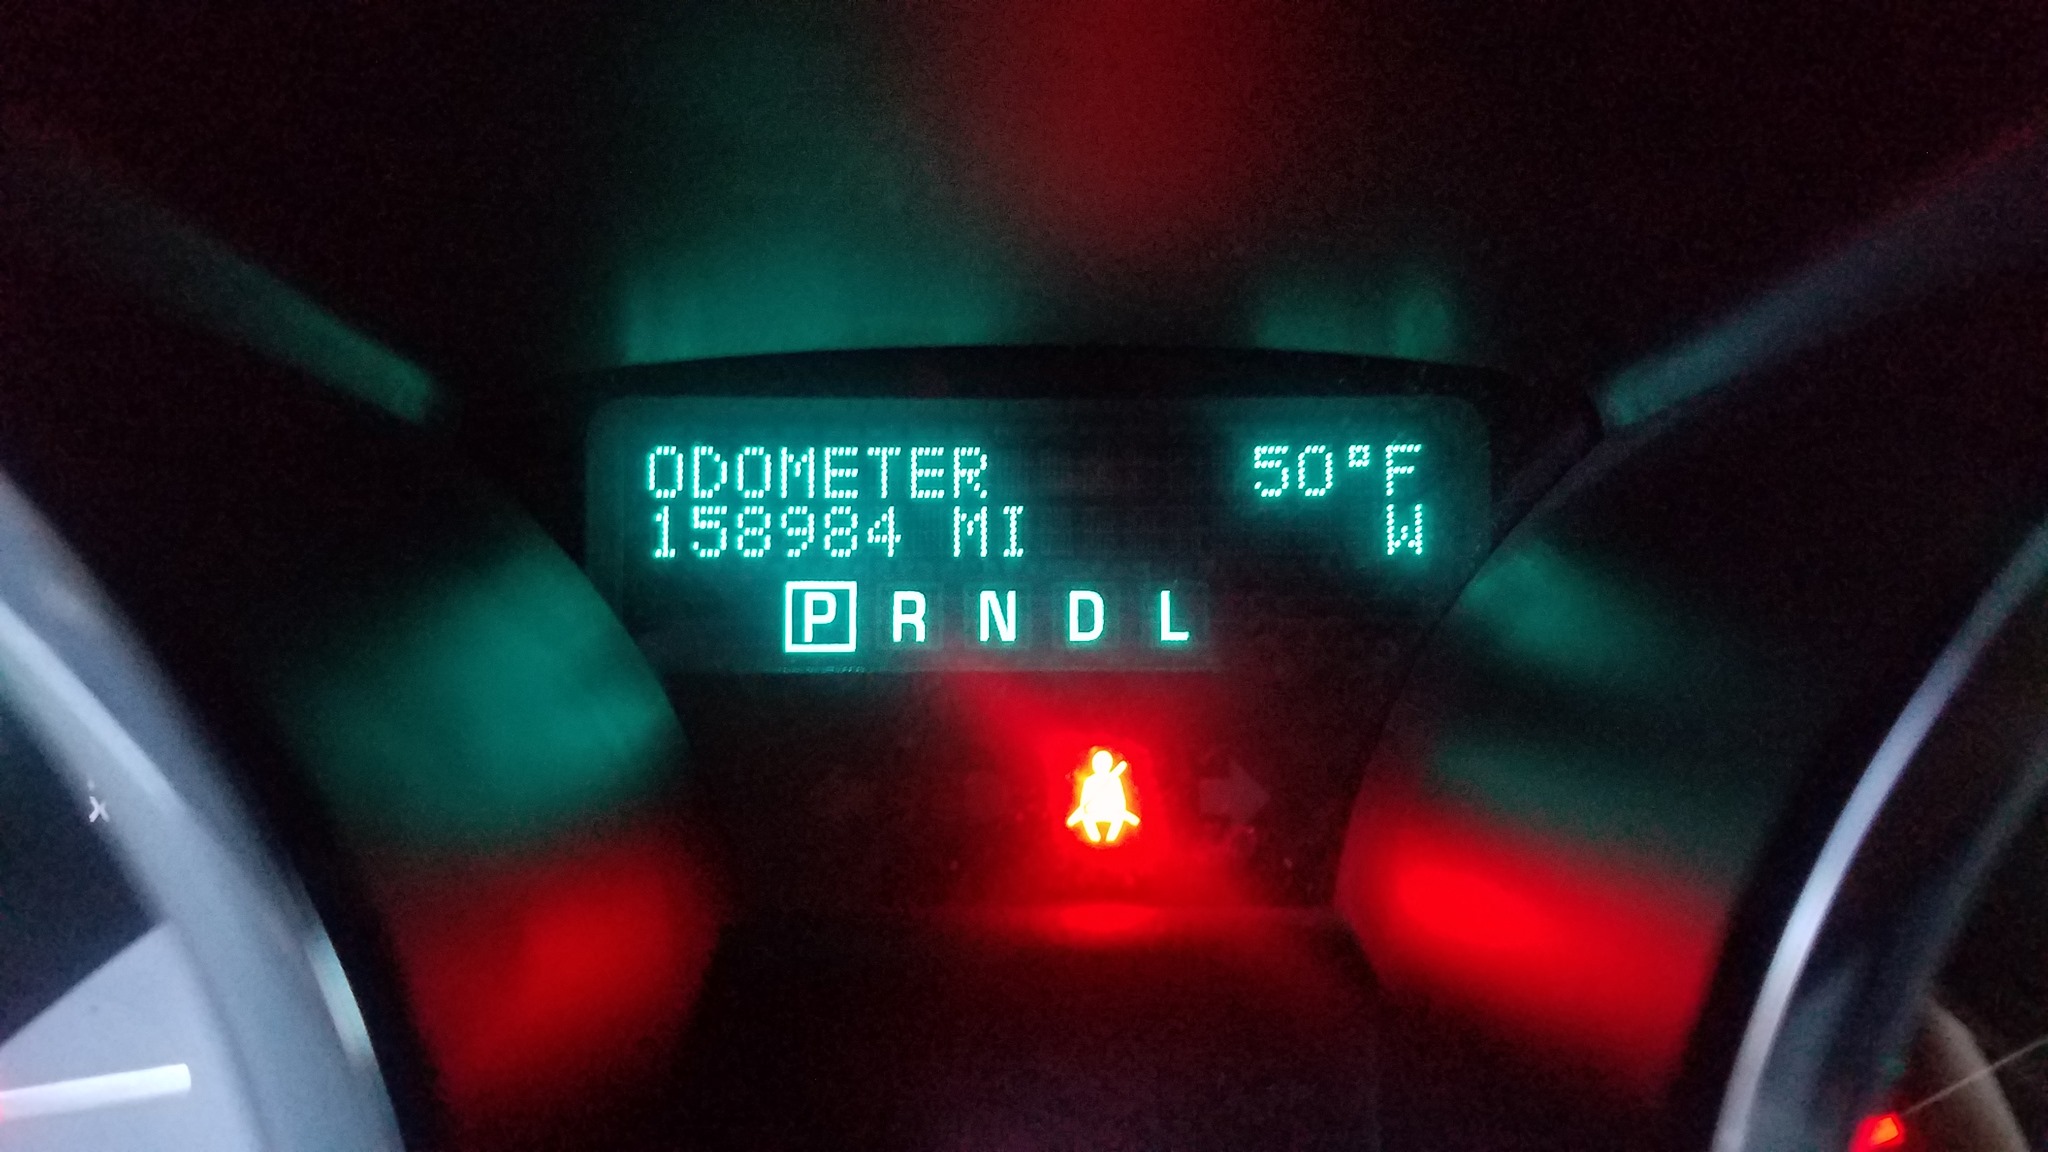 ODOMETER 50°F
158984 MI W
P R N D L